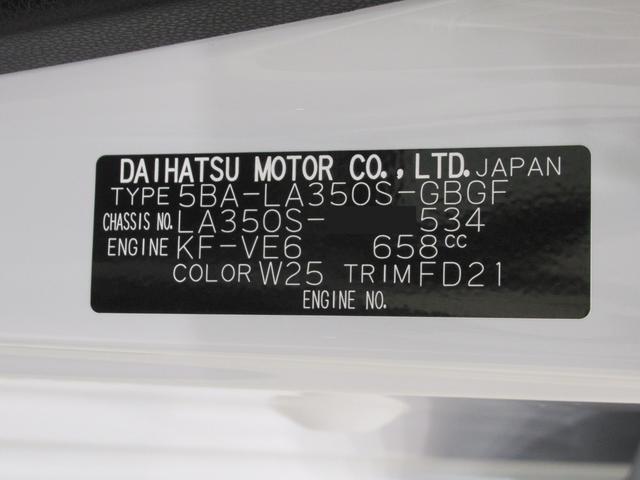 DAIHATSU MOTOR CO., LTD. JAPAN
TYPE 5BA-LA350S-GBGF
CHASSIS NO. LA350S- 534
ENGINE KF-VE6 658cc
COLOR W25 TRIM FD21
ENGINE NO.